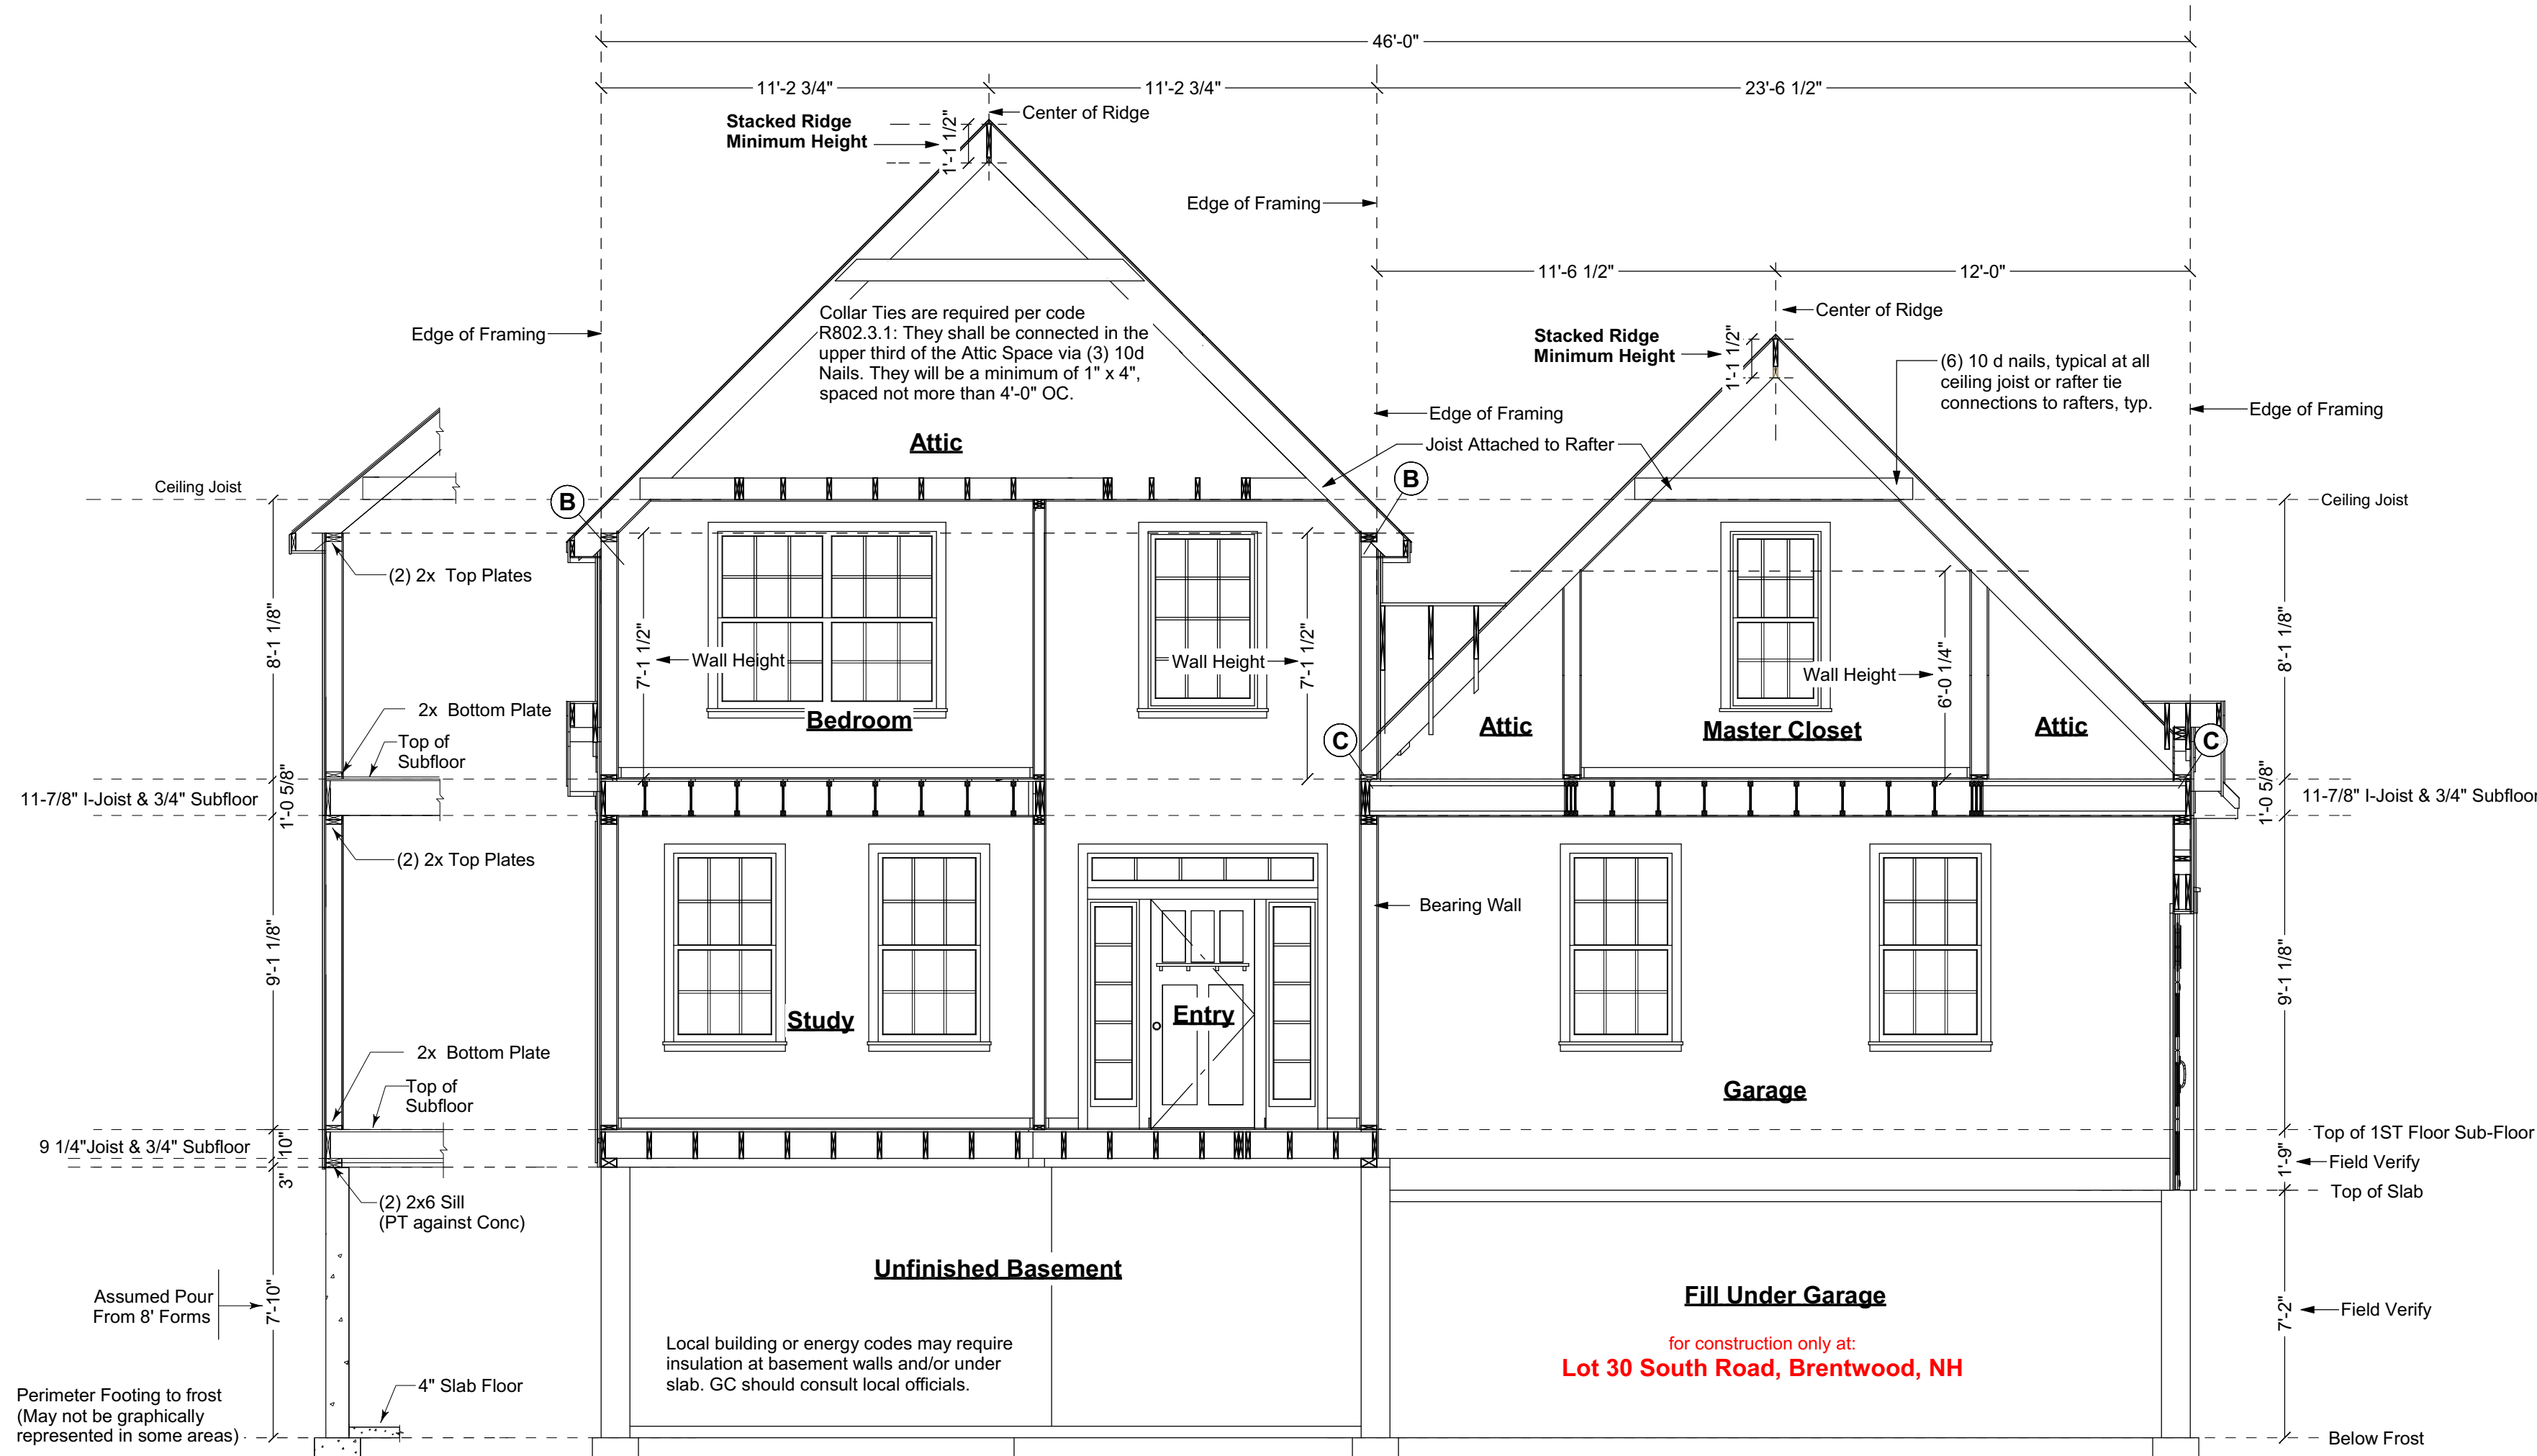 46'-0"
11'-2 3/4"
11'-2 3/4"
23'-6 1/2"
Stacked Ridge
Minimum Height
1'-1 1/2"
Center of Ridge
Edge of Framing
11'-6 1/2"
12'-0"
Center of Ridge
Edge of Framing
Collar Ties are required per code
R802.3.1: They shall be connected in the
upper third of the Attic Space via (3) 10d
Nails. They will be a minimum of 1" x 4",
spaced not more than 4'-0" OC.
Stacked Ridge
Minimum Height
1'-1 1/2"
(6) 10 d nails, typical at all
ceiling joist or rafter tie
connections to rafters, typ.
Edge of Framing
Edge of Framing
Attic
Joist Attached to Rafter
Ceiling Joist
B
B
Ceiling Joist
(2) 2x Top Plates
8'-1 1/8"
7'-1 1/2"
Wall Height
Wall Height
7'-1 1/2"
Wall Height
6'-0 1/4"
8'-1 1/8"
2x Bottom Plate
Bedroom
Attic
Master Closet
Attic
Top of
Subfloor
C
C
11-7/8" I-Joist & 3/4" Subfloor
1'-0 5/8"
1'-0 5/8"
11-7/8" I-Joist & 3/4" Subfloor
(2) 2x Top Plates
Bearing Wall
9'-1 1/8"
9'-1 1/8"
Study
Entry
2x Bottom Plate
Garage
Top of
Subfloor
9 1/4"Joist & 3/4" Subfloor
10"
Top of 1ST Floor Sub-Floor
1'-9"
Field Verify
3"
Top of Slab
(2) 2x6 Sill
(PT against Conc)
Unfinished Basement
Fill Under Garage
Assumed Pour
From 8' Forms
7'-10"
7'-2"
Field Verify
Local building or energy codes may require
insulation at basement walls and/or under
slab. GC should consult local officials.
for construction only at:
Lot 30 South Road, Brentwood, NH
4" Slab Floor
Perimeter Footing to frost
(May not be graphically
represented in some areas)
Below Frost